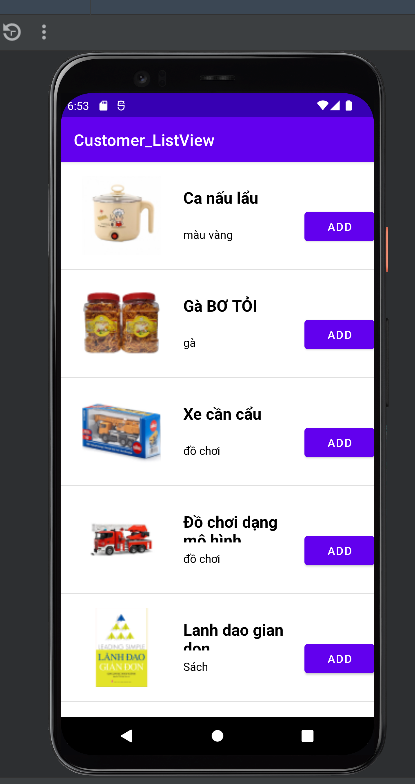 6:53
Customer_ListView
Ca nấu lẩu
màu vàng
ADD
Gà BƠ TỎI
gà
ADD
Xe cần cẩu
đồ chơi
ADD
Đồ chơi dạng
mô hình
đồ chơi
ADD
Lanh dao gian
don
Sách
LEADING SIMPLE
LÃNH ĐẠO
GIẢN DỌN
ADD